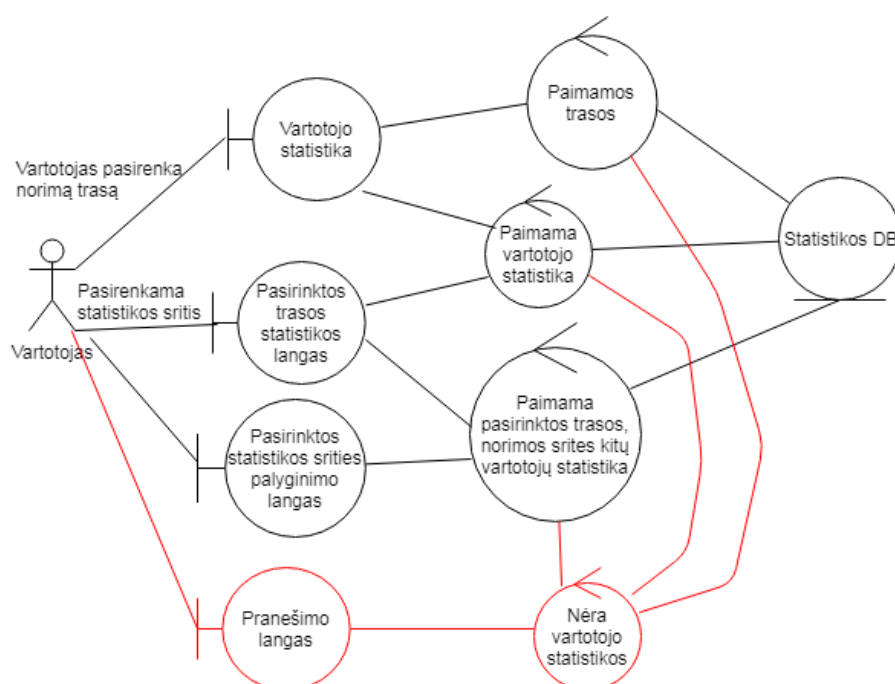 Paimamos
trasos
Vartotojo
statistika
Vartotojas pasirenka
norimą trasą
Paimama
vartotojo
statistika
Statistikos DB
Pasirenkama
statistikos sritis
Pasirinktos
trasos
statistikos
langas
Vartotojas
Paimama
pasirinktos trasos,
norimos srites kitų
vartotojų statistika
Pasirinktos
statistikos srities
palyginimo
langas
Pranešimo
langas
Nėra
vartotojo
statistikos